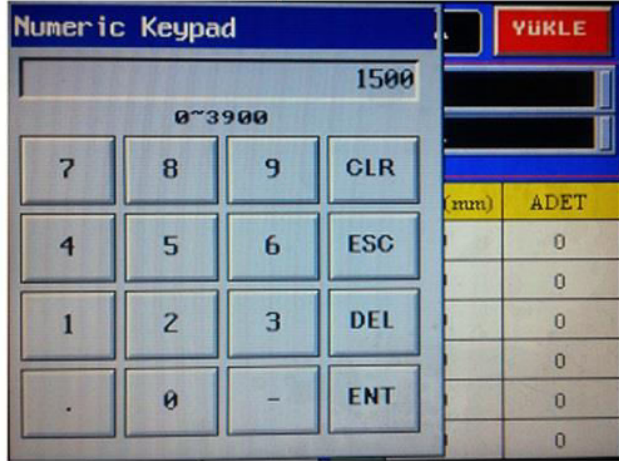 Numeric Keypad
YÜKLE
1500
0~3900
7 8 9 CLR
(mm) ADET
4 5 6 ESC
0
0
1 2 3 DEL
0
0
. 0 - ENT
0
0